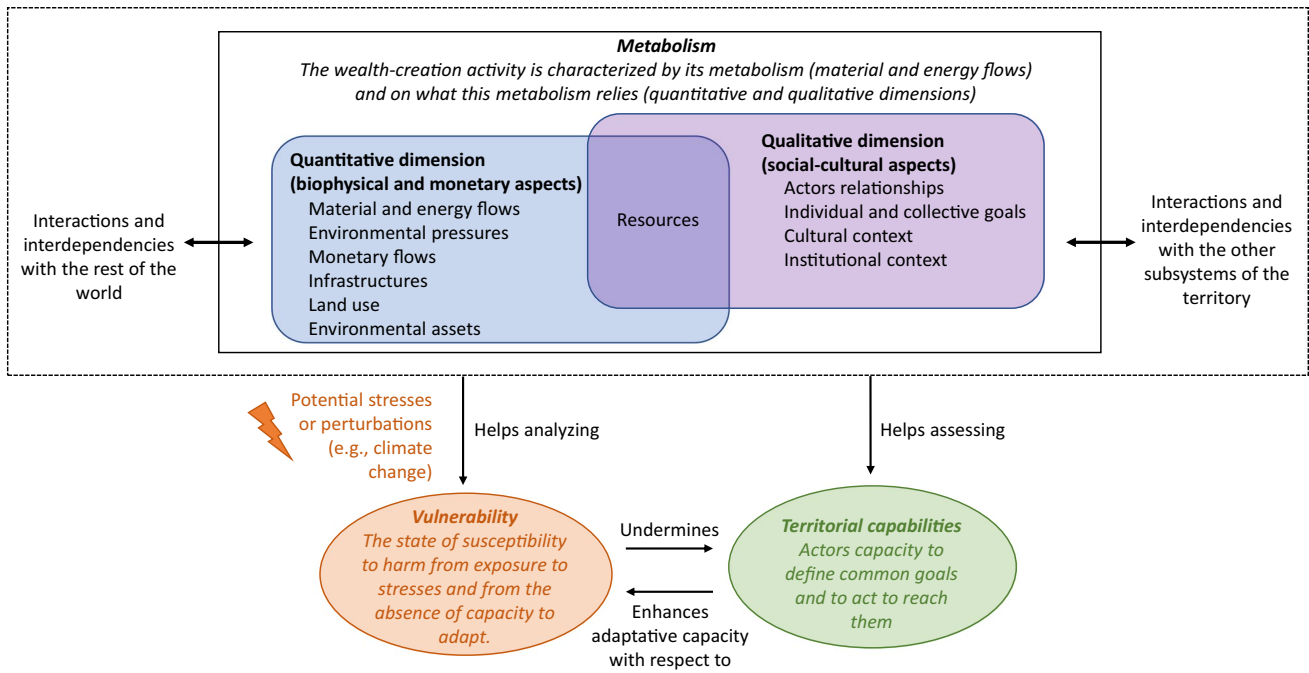 Metabolism
The wealth-creation activity is characterized by its metabolism (material and energy flows)
and on what this metabolism relies (quantitative and qualitative dimensions)
Interactions and
interdependencies
with the rest of the
world
Quantitative dimension
(biophysical and monetary aspects)
Material and energy flows
Environmental pressures
Monetary flows
Infrastructures
Land use
Environmental assets
Resources
Qualitative dimension
(social-cultural aspects)
Actors relationships
Individual and collective goals
Cultural context
Institutional context
Interactions and
interdependencies
with the other
subsystems of the
territory
Potential stresses
or perturbations
(e.g., climate
change)
Helps analyzing
Helps assessing
Vulnerability
The state of susceptibility
to harm from exposure to
stresses and from the
absence of capacity to
adapt.
Undermines
Enhances
adaptative capacity
with respect to
Territorial capabilities
Actors capacity to
define common goals
and to act to reach
them